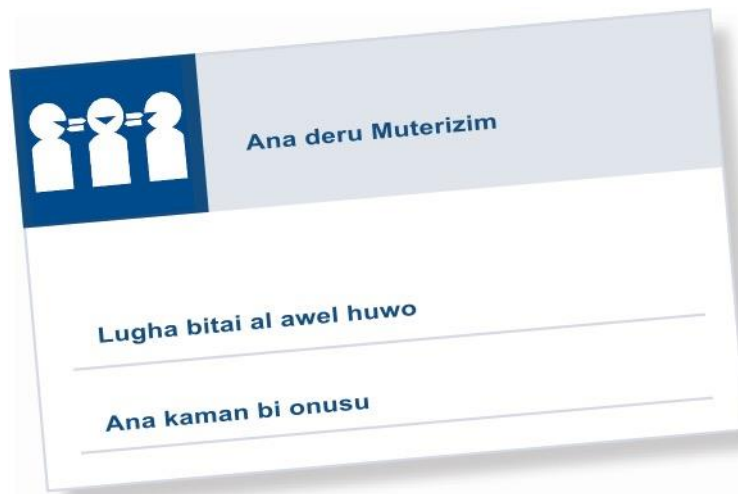 Ana deru Muterizim
Lugha bitai al awel huwo
Ana kaman bi onusu